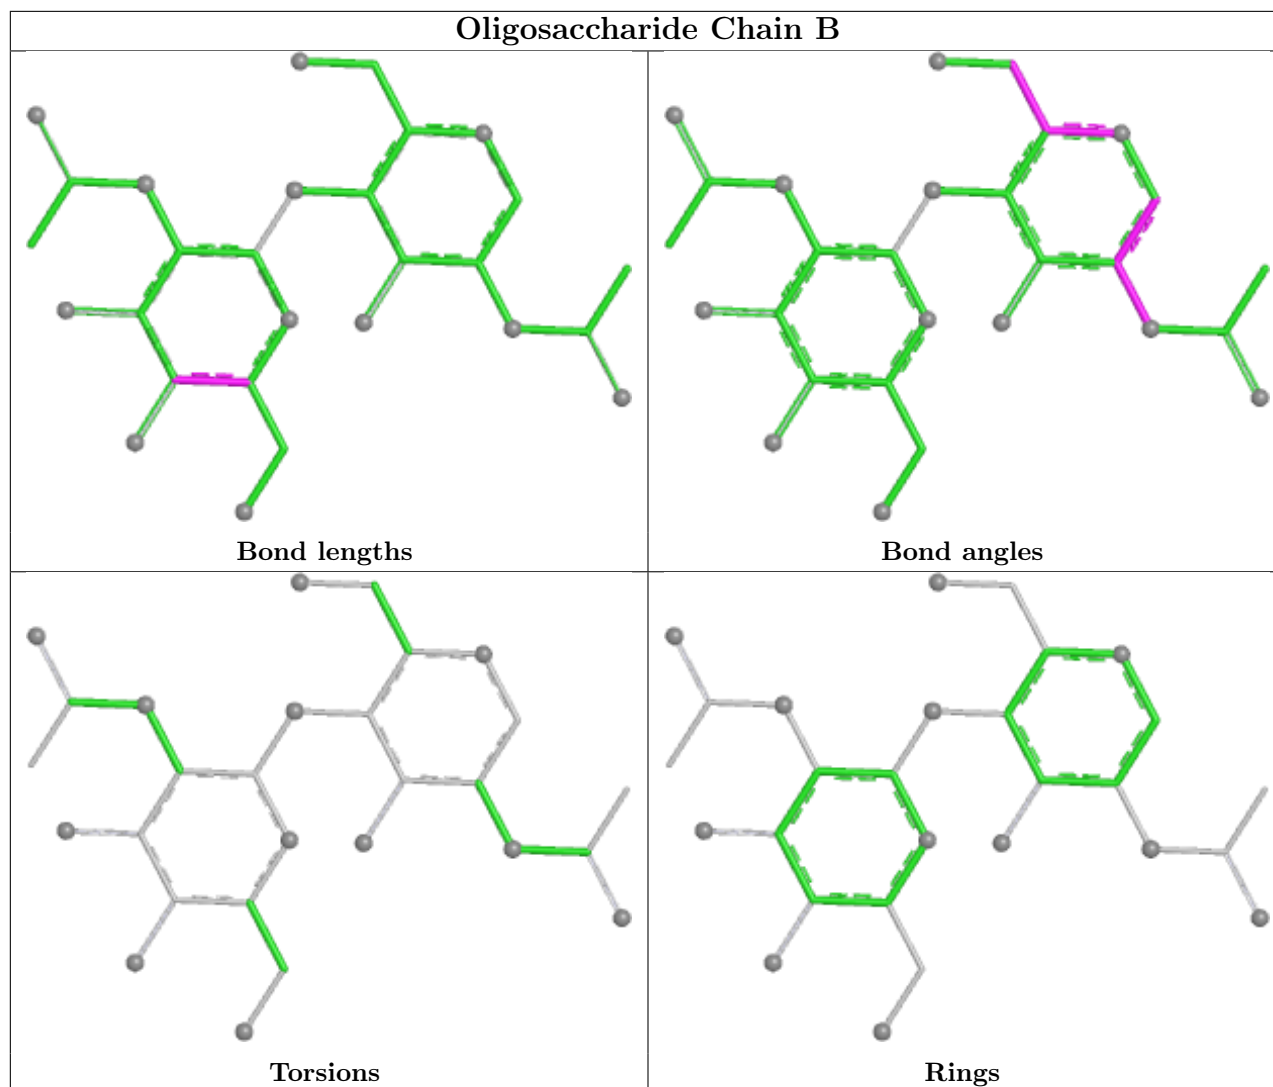 Oligosaccharide Chain B
Bond lengths
Bond angles
Torsions
Rings